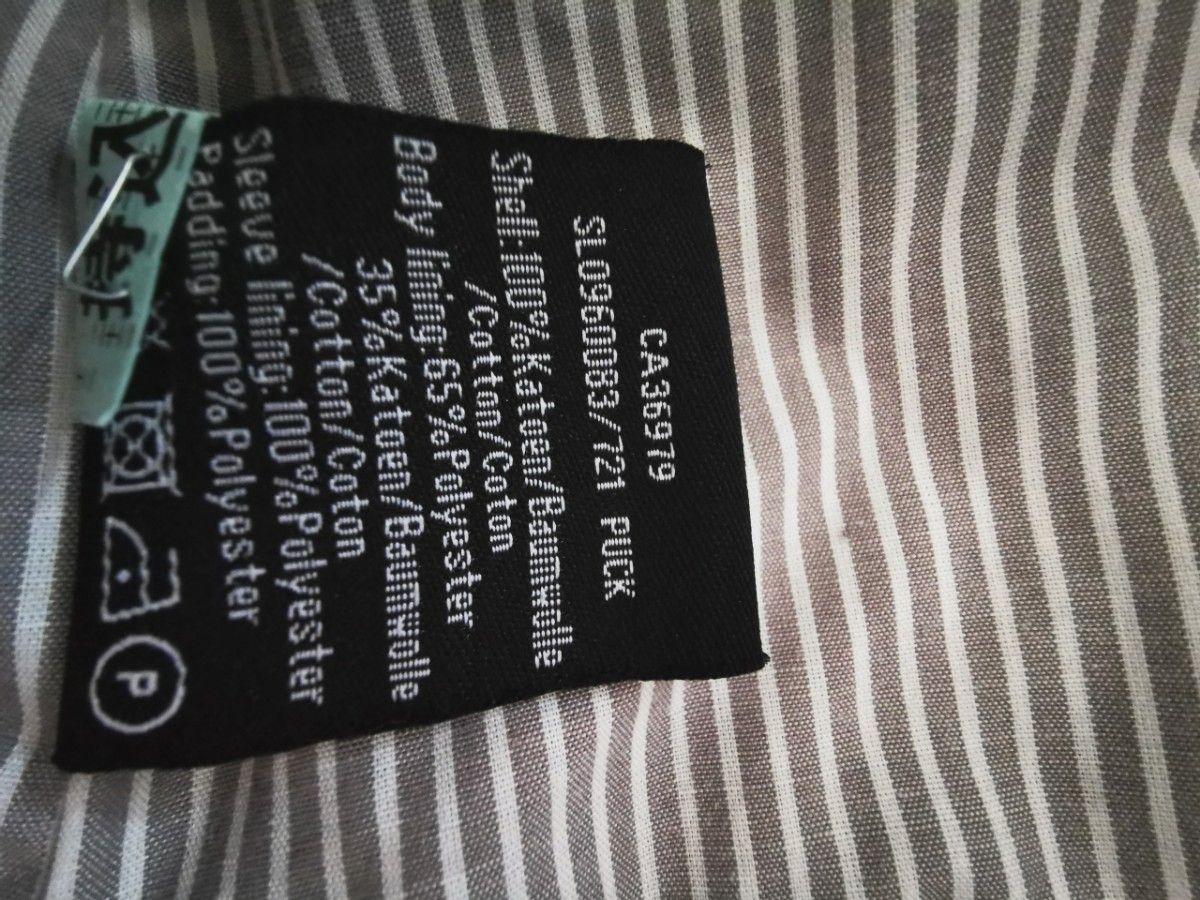 CA36979
SL0960083/721 PUCK
Shell:100%Katoen/Baumwolle
/Cotton/Coton
Body lining:65%Polyester
35%Katoen/Baumwolle
/Cotton/Coton
Sleeve lining:100%Polyester
Padding:100%Polyester
P